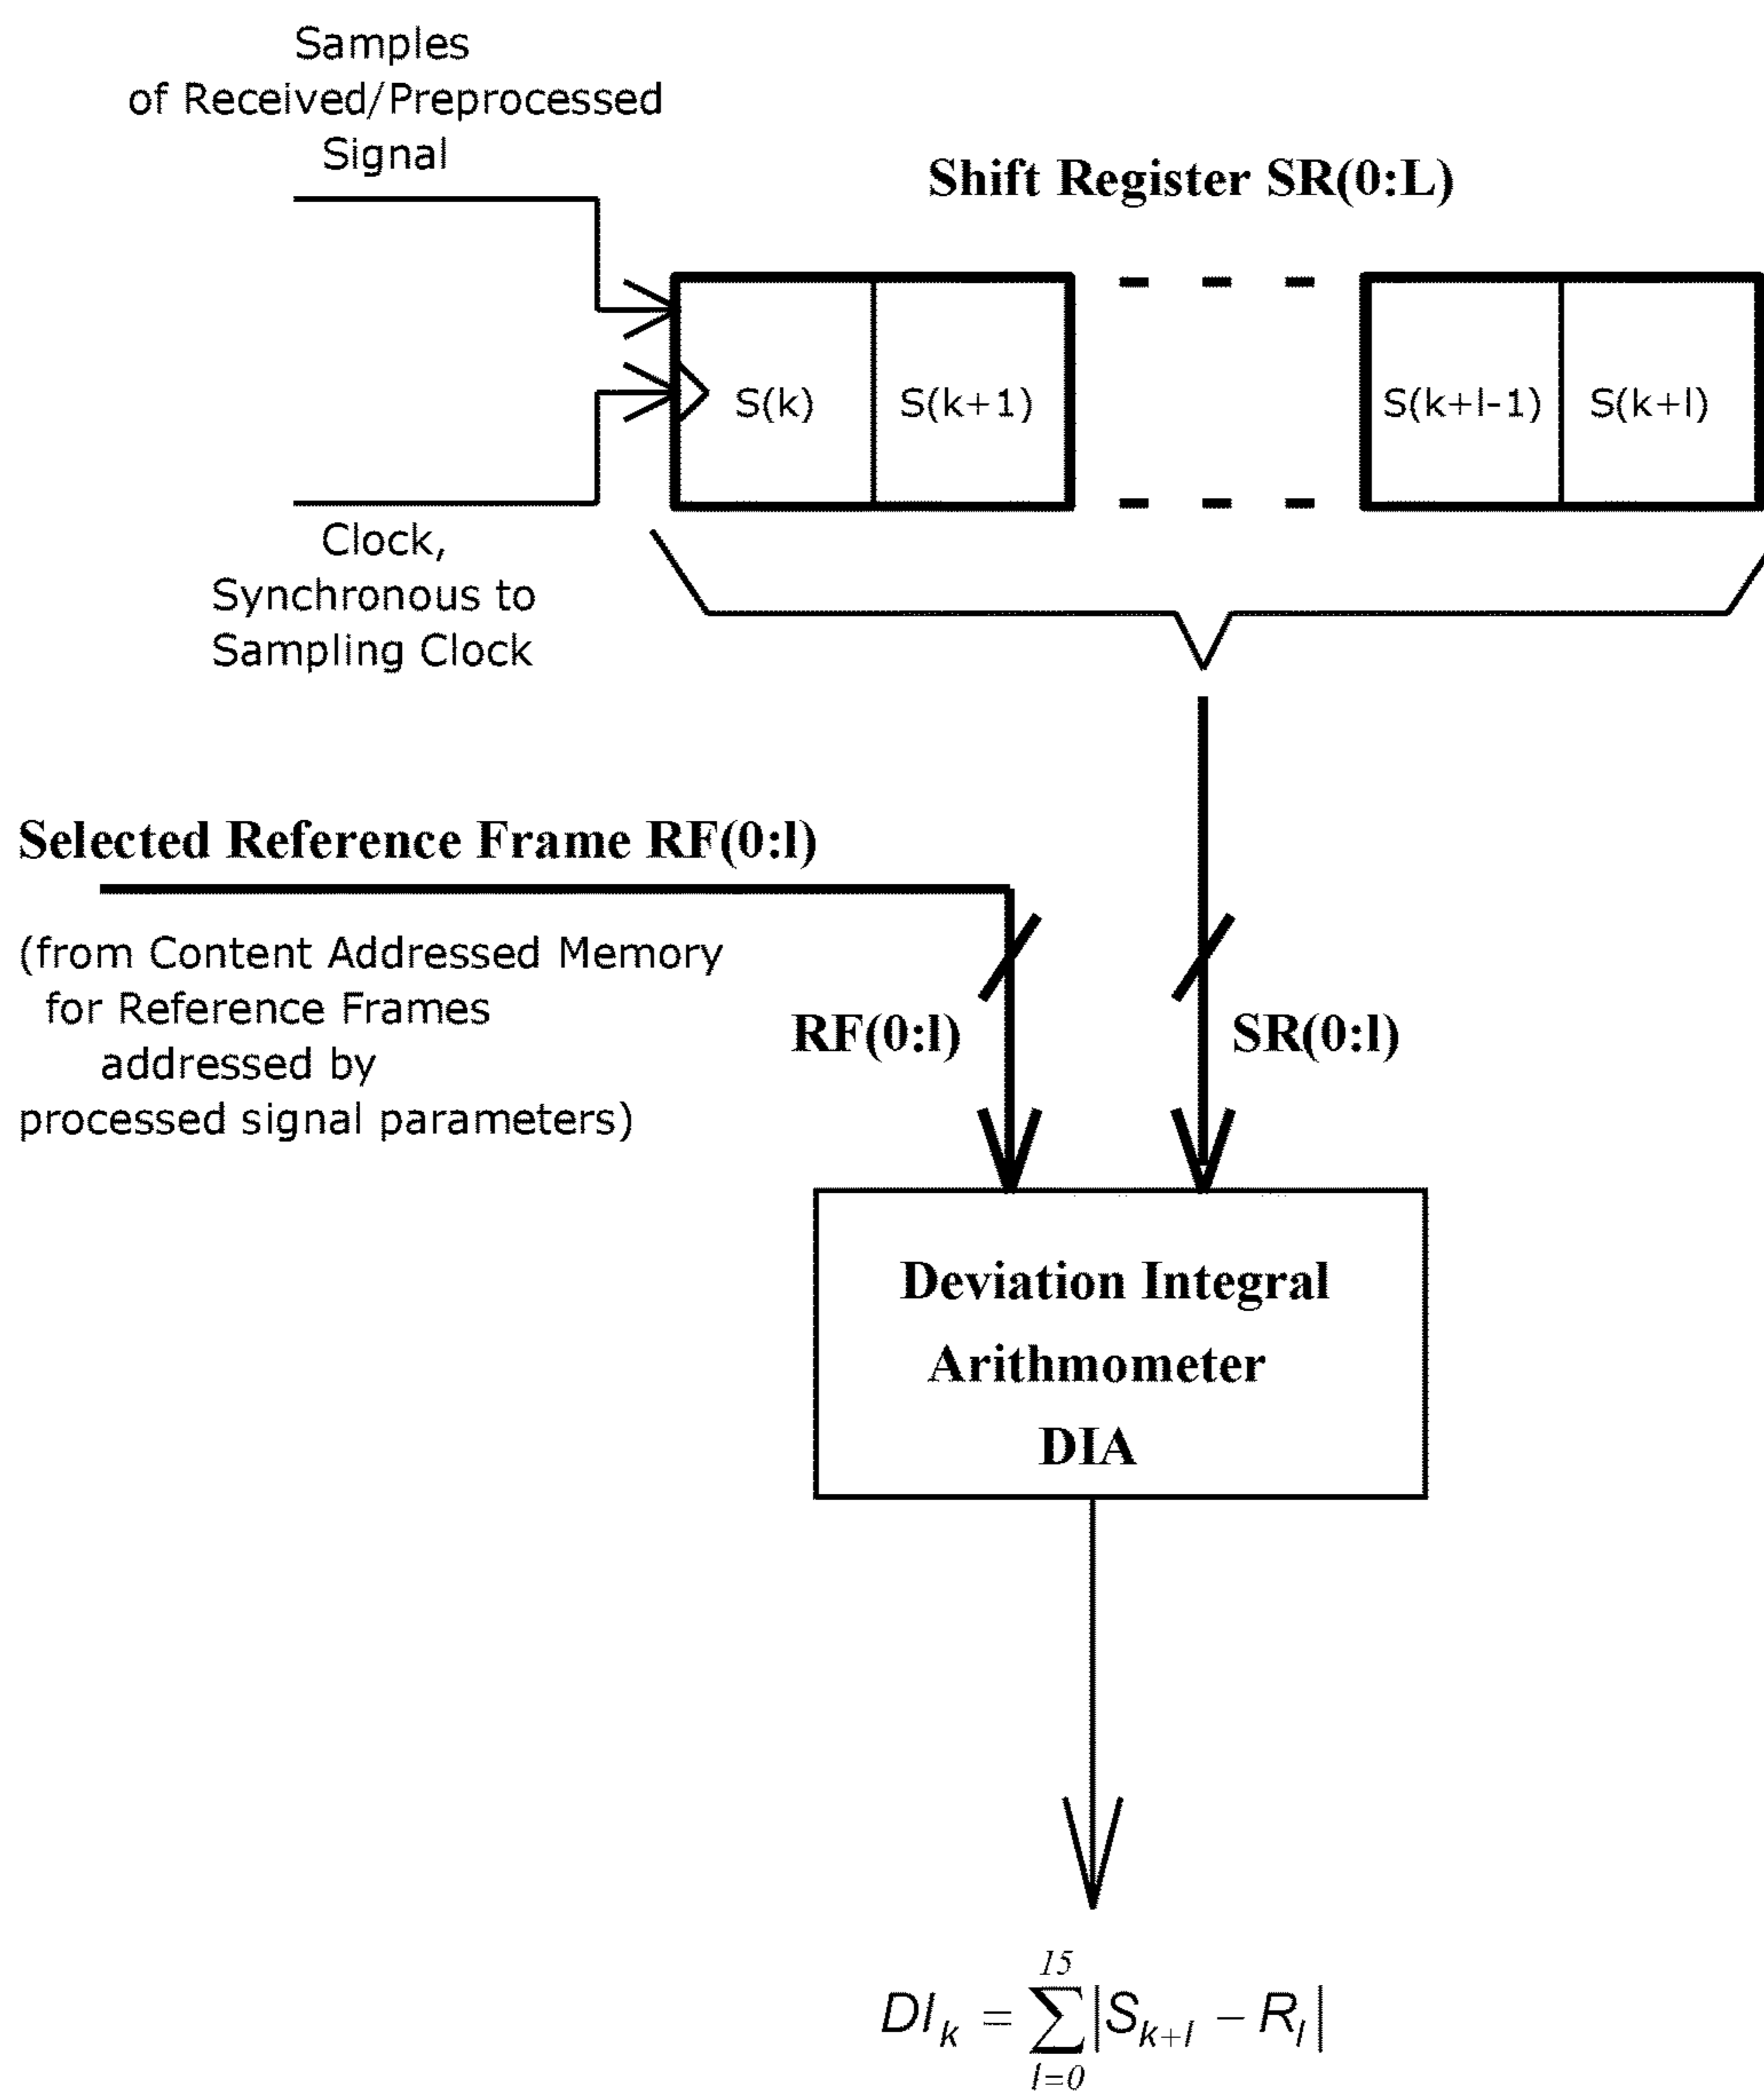 Samples
of Received/Preprocessed
Signal
Shift Register SR(0:L)
S(k)
S(k+1)
S(k+l-1)
S(k+l)
Clock,
Synchronous to
Sampling Clock
Selected Reference Frame RF(0:l)
(from Content Addressed Memory
for Reference Frames
addressed by
processed signal parameters)
RF(0:l)
SR(0:l)
Deviation Integral
Arithmometer
DIA
DI_k = ∑_{l=0}^{15} |S_{k+l} − R_l|